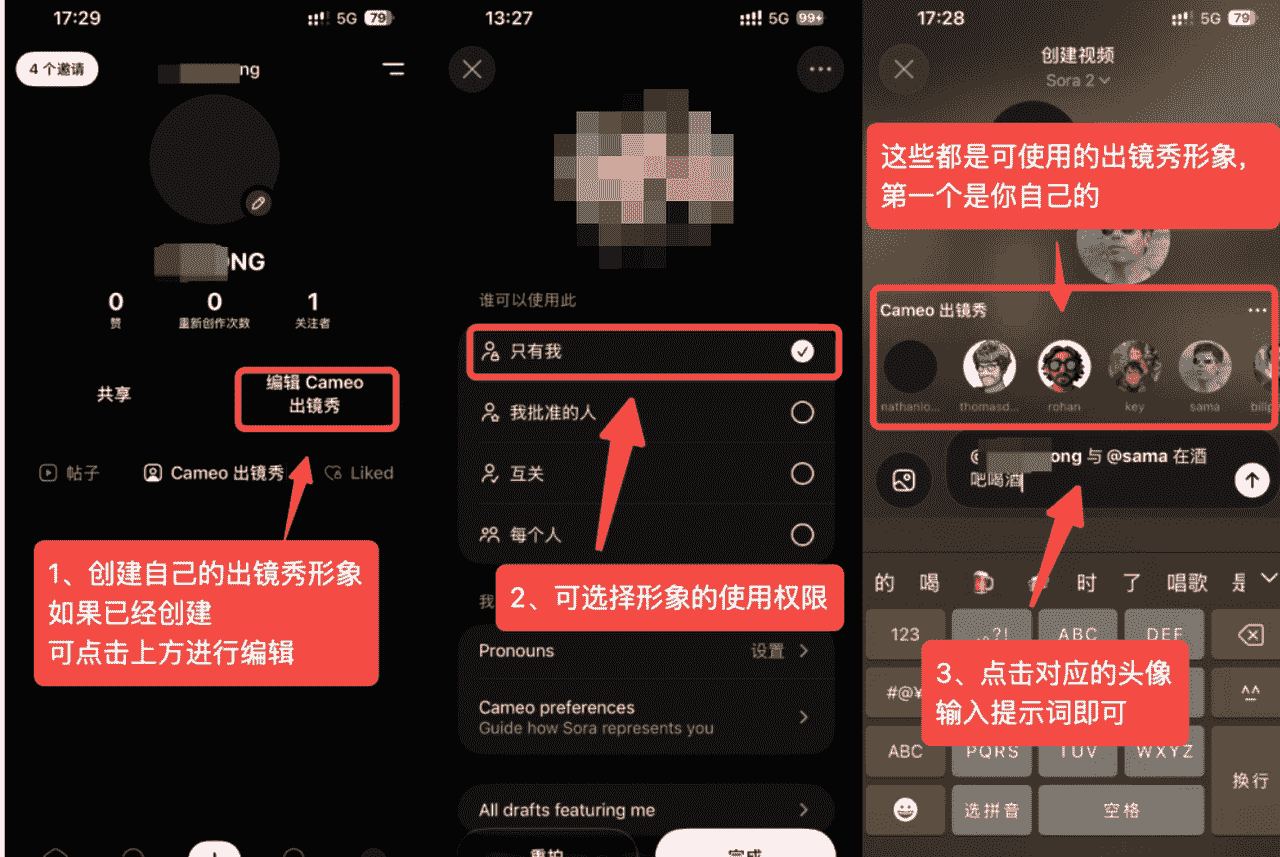 17:29
5G 79
4 个邀请
ng
NG
0
0
1
赞
重新创作次数
关注者
共享
编辑 Cameo
出镜秀
帖子
Cameo 出镜秀
Liked
1、创建自己的出镜秀形象
如果已经创建
可点击上方进行编辑
13:27
5G 99+
谁可以使用此
只有我
我批准的人
互关
每个人
2、可选择形象的使用权限
我
Pronouns
设置
Cameo preferences
Guide how Sora represents you
All drafts featuring me
重拍
完成
17:28
5G 79
创建视频
Sora 2
这些都是可使用的出镜秀形象,
第一个是你自己的
Cameo 出镜秀
nathanlo...
thomasd...
rohan
key
sama
ong 与 @sama 在酒
吧喝酒
的 喝 时 了 唱歌 是
123
.,?!
ABC
DEF
3、点击对应的头像
输入提示词即可
#@¥
^^
ABC
PQRS
TUV
WXYZ
换行
选拼音
空格